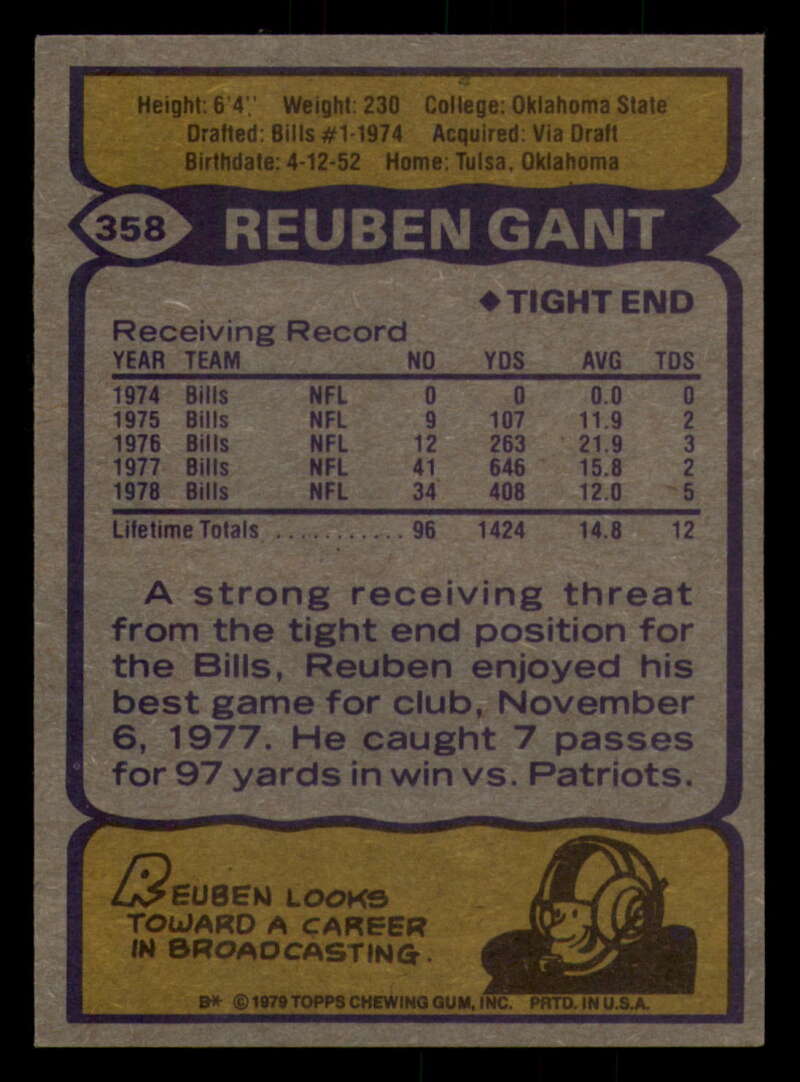 Height: 6'4". Weight: 230 College: Oklahoma State
Drafted: Bills #1-1974 Acquired: Via Draft
Birthdate: 4-12-52 Home: Tulsa, Oklahoma
358 REUBEN GANT
◆TIGHT END
Receiving Record
YEAR TEAM NO YDS AVG TDS
1974 Bills NFL 0 0 0.0 0
1975 Bills NFL 9 107 11.9 2
1976 Bills NFL 12 263 21.9 3
1977 Bills NFL 41 646 15.8 2
1978 Bills NFL 34 408 12.0 5
Lifetime Totals ............ 96 1424 14.8 12
A strong receiving threat
from the tight end position for
the Bills, Reuben enjoyed his
best game for club, November
6, 1977. He caught 7 passes
for 97 yards in win vs. Patriots.
REUBEN LOOKS
TOWARD A CAREER
IN BROADCASTING.
B* ©1979 TOPPS CHEWING GUM, INC. PRTD. IN U.S.A.